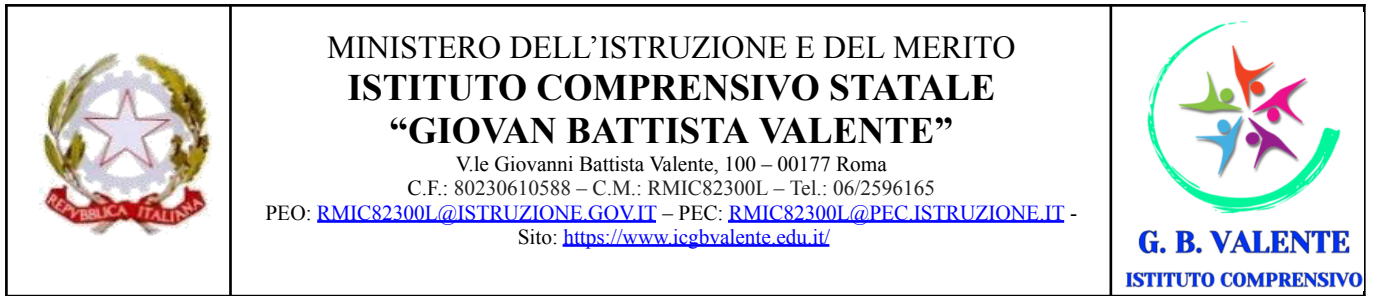 REPVBBLICA ITALIANA
MINISTERO DELL’ISTRUZIONE E DEL MERITO
ISTITUTO COMPRENSIVO STATALE
“GIOVAN BATTISTA VALENTE”
V.le Giovanni Battista Valente, 100 – 00177 Roma
C.F.: 80230610588 – C.M.: RMIC82300L – Tel.: 06/2596165
PEO: RMIC82300L@ISTRUZIONE.GOV.IT – PEC: RMIC82300L@PEC.ISTRUZIONE.IT -
Sito: https://www.icgbvalente.edu.it/
G. B. VALENTE
ISTITUTO COMPRENSIVO